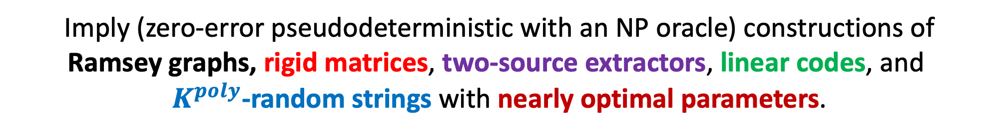 Imply (zero-error pseudodeterministic with an NP oracle) constructions of
Ramsey graphs, rigid matrices, two-source extractors, linear codes, and
K^{poly}-random strings with nearly optimal parameters.